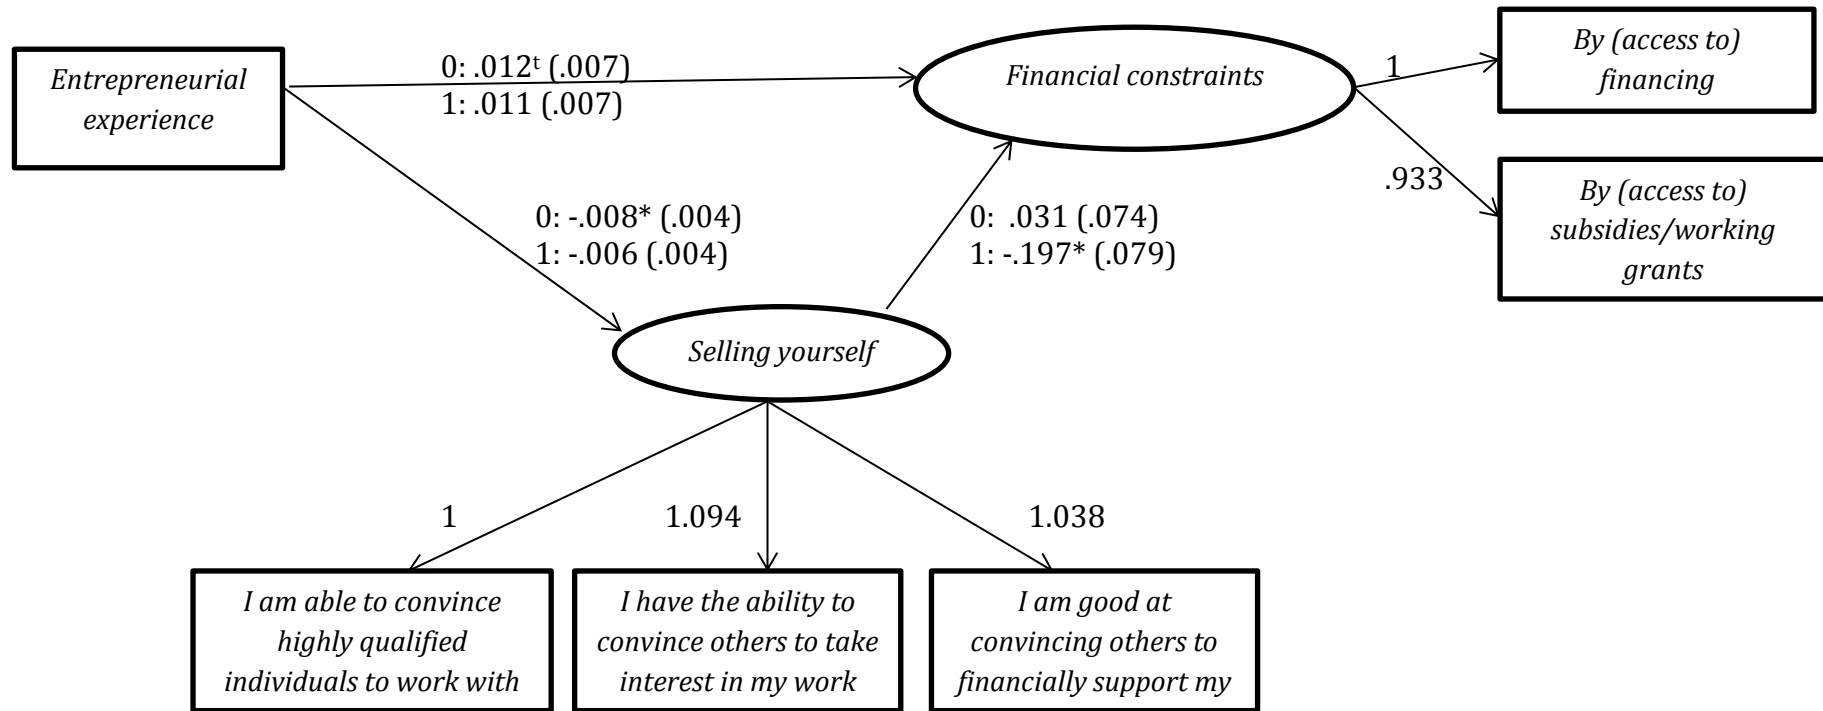 Entrepreneurial
experience
0: .012ᵗ (.007)
1: .011 (.007)
Financial constraints
1
By (access to)
financing
.933
By (access to)
subsidies/working
grants
0: -.008* (.004)
1: -.006 (.004)
0: .031 (.074)
1: -.197* (.079)
Selling yourself
1
1.094
1.038
I am able to convince
highly qualified
individuals to work with
I have the ability to
convince others to take
interest in my work
I am good at
convincing others to
financially support my